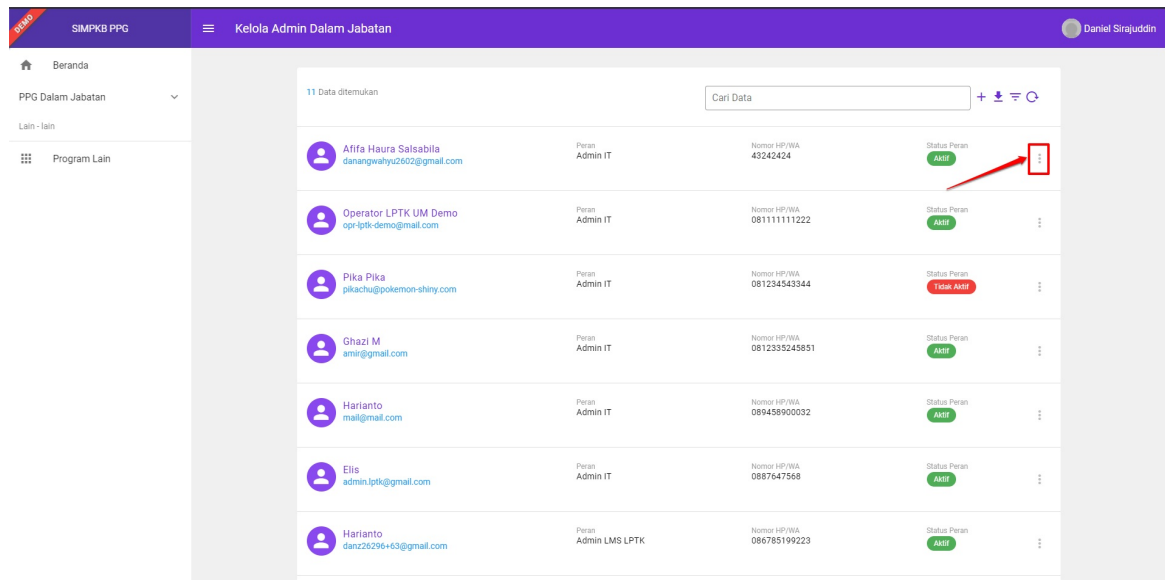 DEMO
SIMPKB PPG
Kelola Admin Dalam Jabatan
Daniel Sirajuddin
Beranda
PPG Dalam Jabatan
Lain - lain
Program Lain
11 Data ditemukan
Cari Data
Afifa Haura Salsabila
danangwahyu2602@gmail.com
Peran
Admin IT
Nomor HP/WA
43242424
Status Peran
Aktif
Operator LPTK UM Demo
opr-lptk-demo@mail.com
Peran
Admin IT
Nomor HP/WA
081111111222
Status Peran
Aktif
Pika Pika
pikachu@pokemon-shiny.com
Peran
Admin IT
Nomor HP/WA
081234543344
Status Peran
Tidak Aktif
Ghazi M
amir@gmail.com
Peran
Admin IT
Nomor HP/WA
0812335245851
Status Peran
Aktif
Harianto
mail@mail.com
Peran
Admin IT
Nomor HP/WA
089458900032
Status Peran
Aktif
Elis
admin.lptk@gmail.com
Peran
Admin IT
Nomor HP/WA
0887647568
Status Peran
Aktif
Harianto
danz26296+63@gmail.com
Peran
Admin LMS LPTK
Nomor HP/WA
086785199223
Status Peran
Aktif